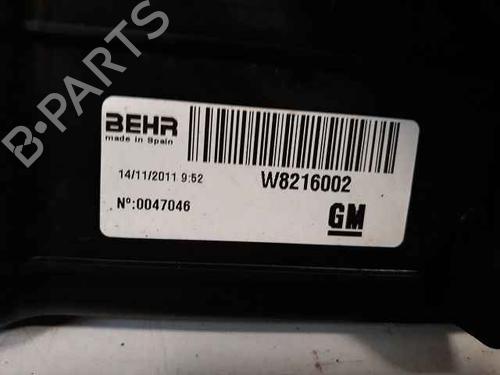 B-PARTS
BEHR
made in Spain
14/11/2011 9:52
W8216002
Nº:0047046
GM